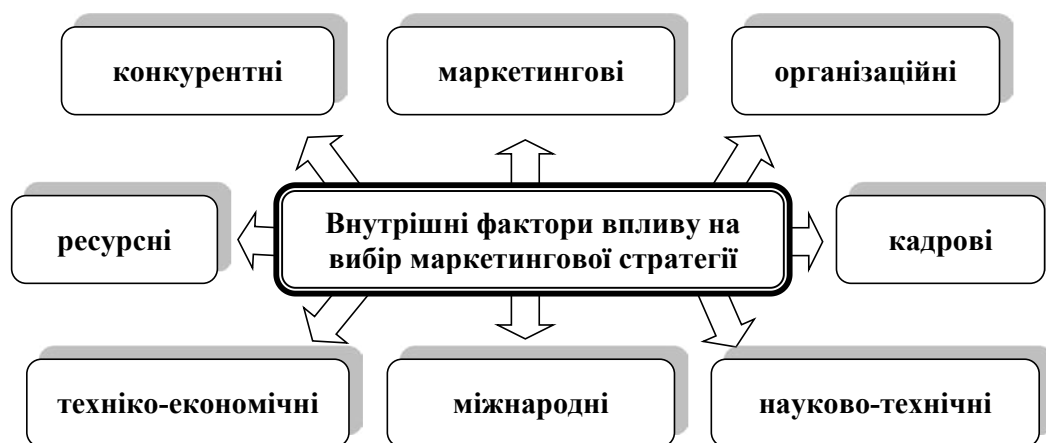 конкурентні
маркетингові
організаційні
ресурсні
Внутрішні фактори впливу на
вибір маркетингової стратегії
кадрові
техніко-економічні
міжнародні
науково-технічні